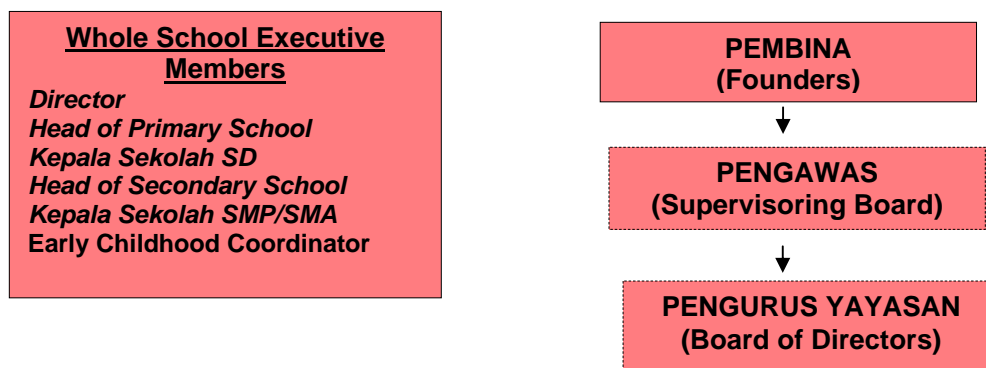 Whole School Executive
Members
Director
Head of Primary School
Kepala Sekolah SD
Head of Secondary School
Kepala Sekolah SMP/SMA
Early Childhood Coordinator
PEMBINA
(Founders)
PENGAWAS
(Supervisoring Board)
PENGURUS YAYASAN
(Board of Directors)